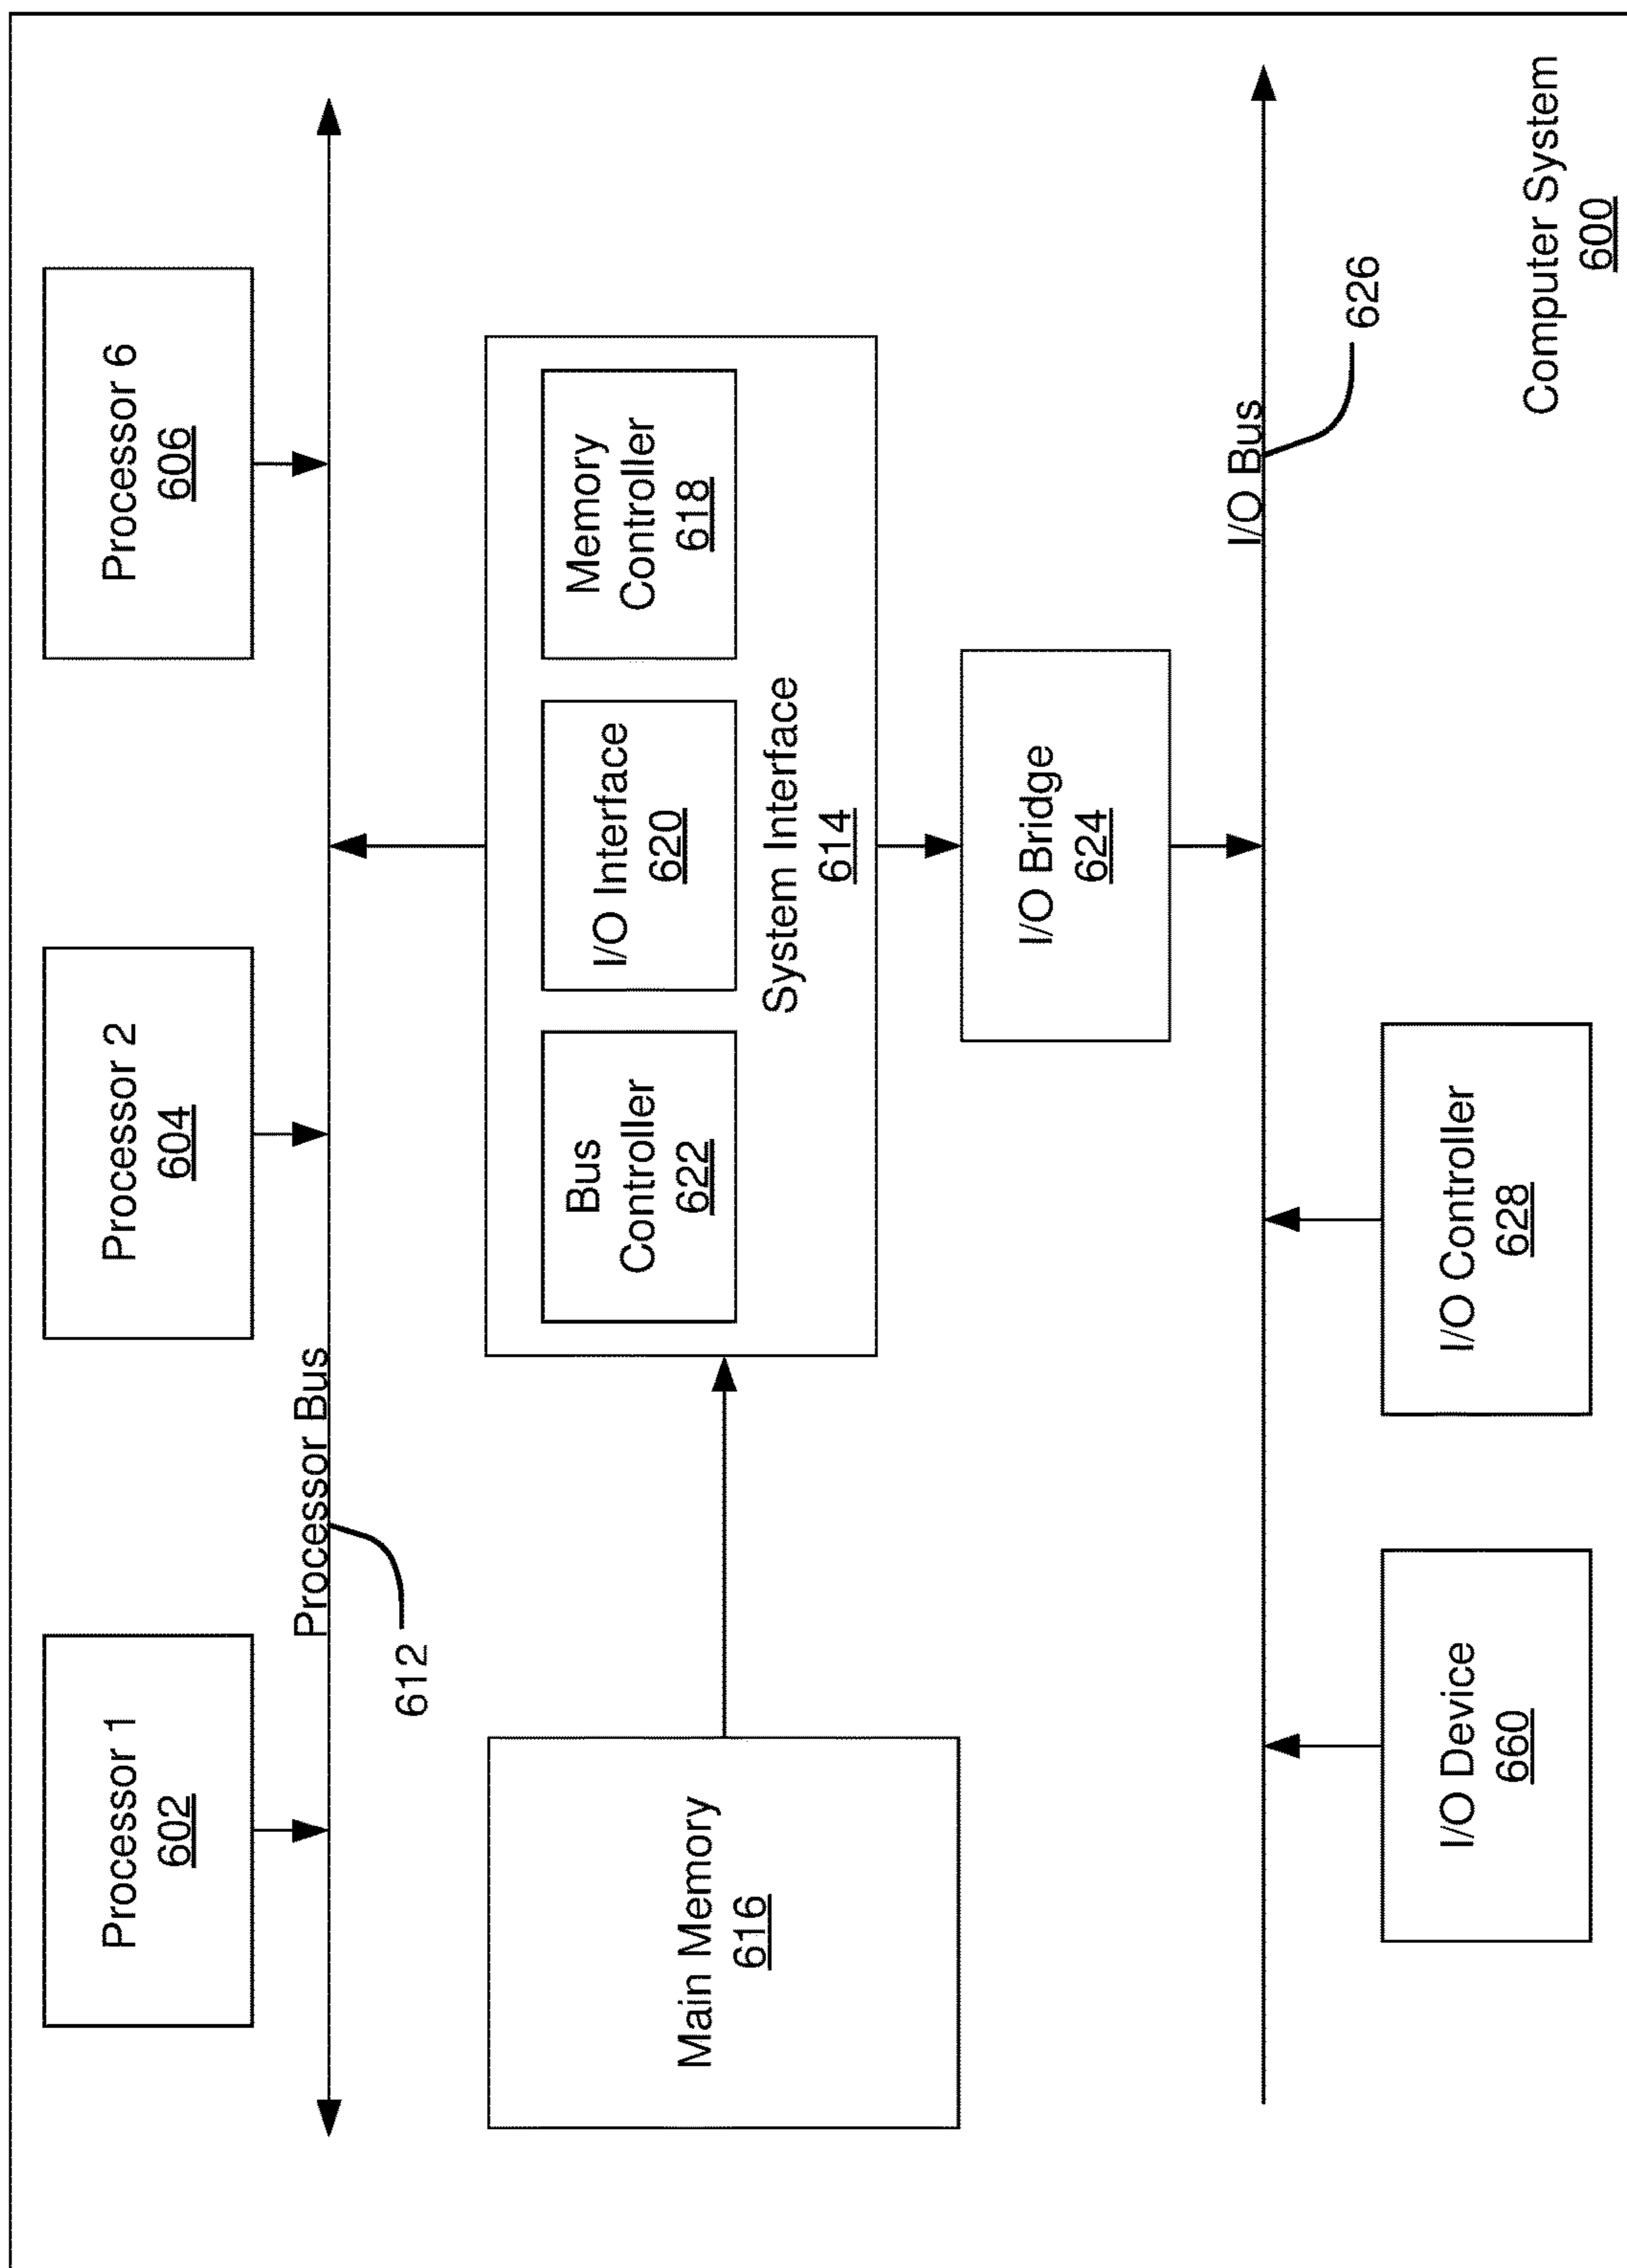 Processor 1
602
Processor 2
604
Processor 6
606
Processor Bus
612
Main Memory
616
Bus
Controller
622
I/O Interface
620
Memory
Controller
618
System Interface
614
I/O Bridge
624
I/O Bus
626
I/O Device
660
I/O Controller
628
Computer System
600